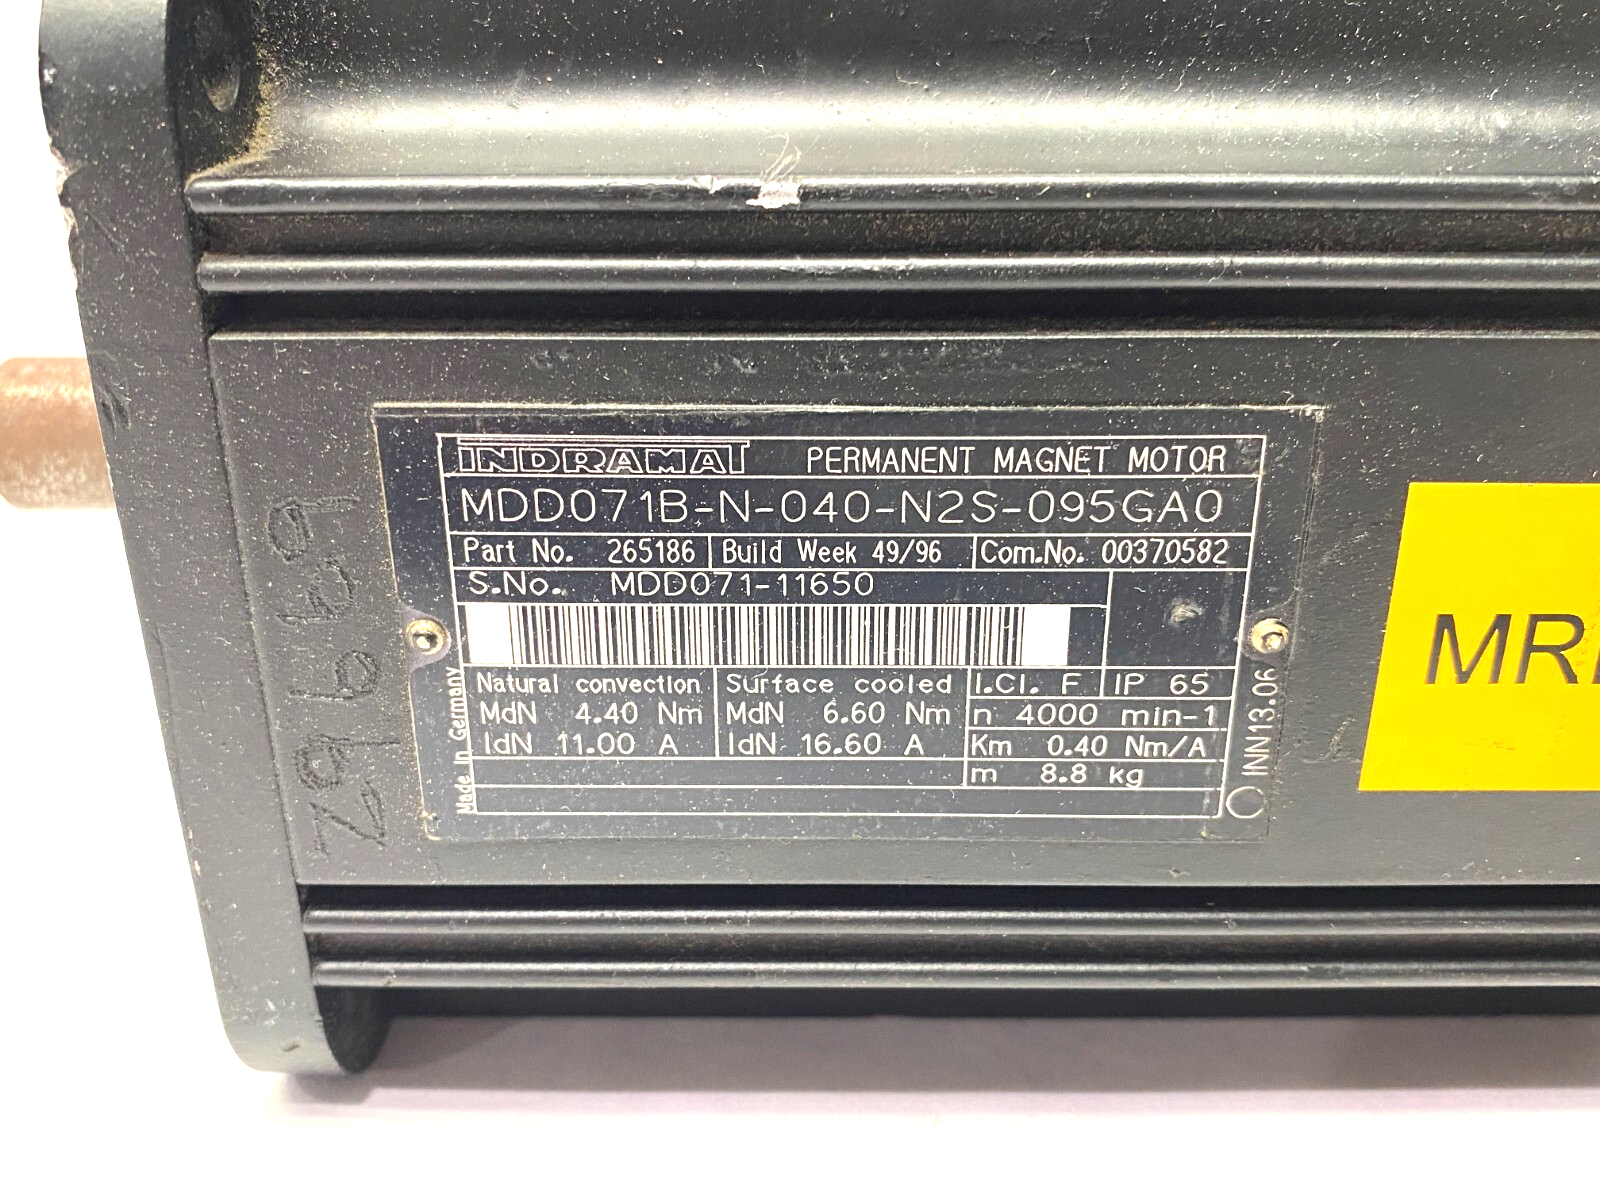 INDRAMAT PERMANENT MAGNET MOTOR
MDD071B-N-040-N2S-095GA0
Part No. 265186 Build Week 49/96 Com.No. 00370582
S.No. MDD071-11650
Natural convection Surface cooled I.Cl. F IP 65
MdN 4.40 Nm MdN 6.60 Nm n 4000 min-1
IdN 11.00 A IdN 16.60 A Km 0.40 Nm/A
m 8.8 kg
Made in Germany
INN13.06
29669
MR